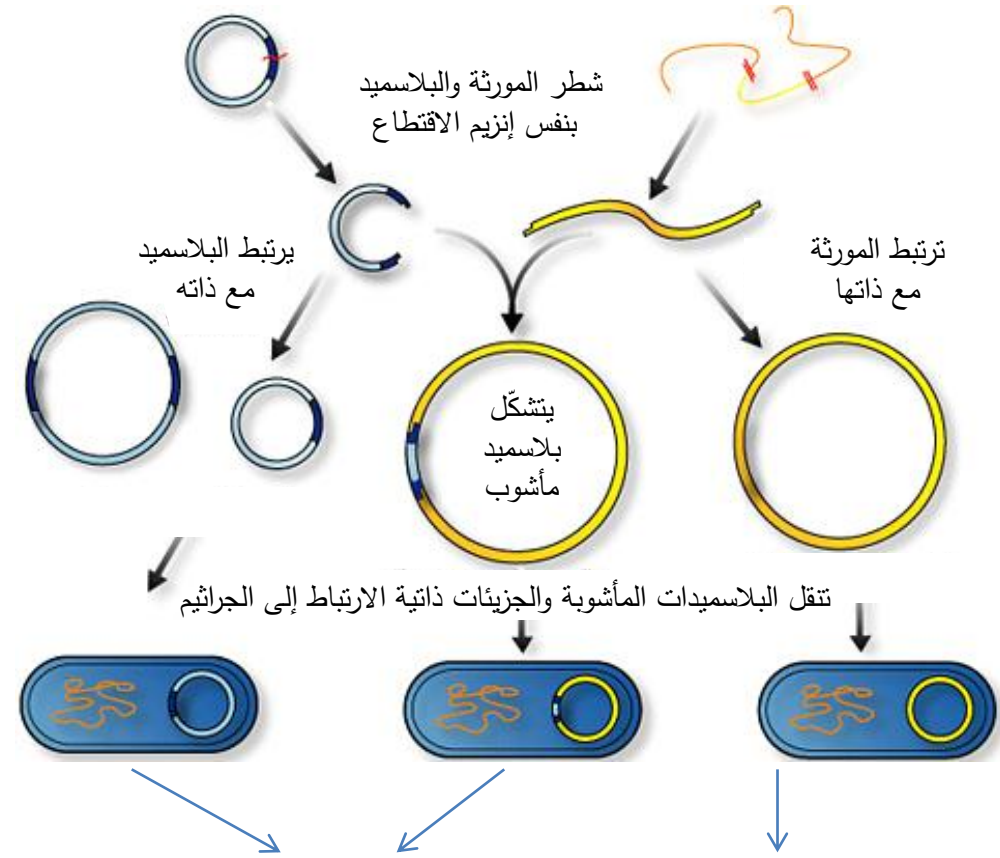 شطر المورثة والبلاسميد
بنفس إنزيم الاقتطاع
ترتبط المورثة
مع ذاتها
يرتبط البلاسميد
مع ذاته
يتشكّل
بلاسميد
مأشوب
تنقل البلاسميدات المأشوبة والجزيئات ذاتية الارتباط إلى الجراثيم